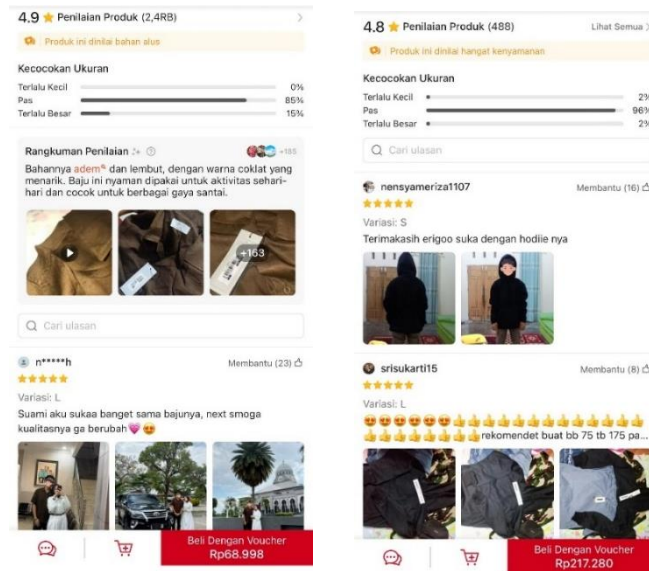 4.9 ⭐ Penilaian Produk (2,4RB)
Produk ini dinilai bahan alus
Kecocokan Ukuran
Terlalu Kecil 0%
Pas 85%
Terlalu Besar 15%
Rangkuman Penilaian +185
Bahannya adem dan lembut, dengan warna coklat yang
menarik. Baju ini nyaman dipakai untuk aktivitas sehari-
hari dan cocok untuk berbagai gaya santai.
+163
Cari ulasan
n*****h Membantu (23)
Variasi: L
Suami aku sukaa banget sama bajunya, next smoga
kualitasnya ga berubah💗😍
Beli Dengan Voucher
Rp68.998
4.8 ⭐ Penilaian Produk (488) Lihat Semua
Produk ini dinilai hangat kenyamanan
Kecocokan Ukuran
Terlalu Kecil 2%
Pas 96%
Terlalu Besar 2%
Cari ulasan
nensyameriza1107 Membantu (16)
Variasi: S
Terimakasih erigoo suka dengan hodiie nya
srisukarti15 Membantu (8)
Variasi: L
😍😍😍😍😍😍👍👍👍👍👍👍👍👍👍👍👍👍👍
👍👍👍👍👍👍👍👍rekomendet buat bb 75 tb 175 pa...
Beli Dengan Voucher
Rp217.280